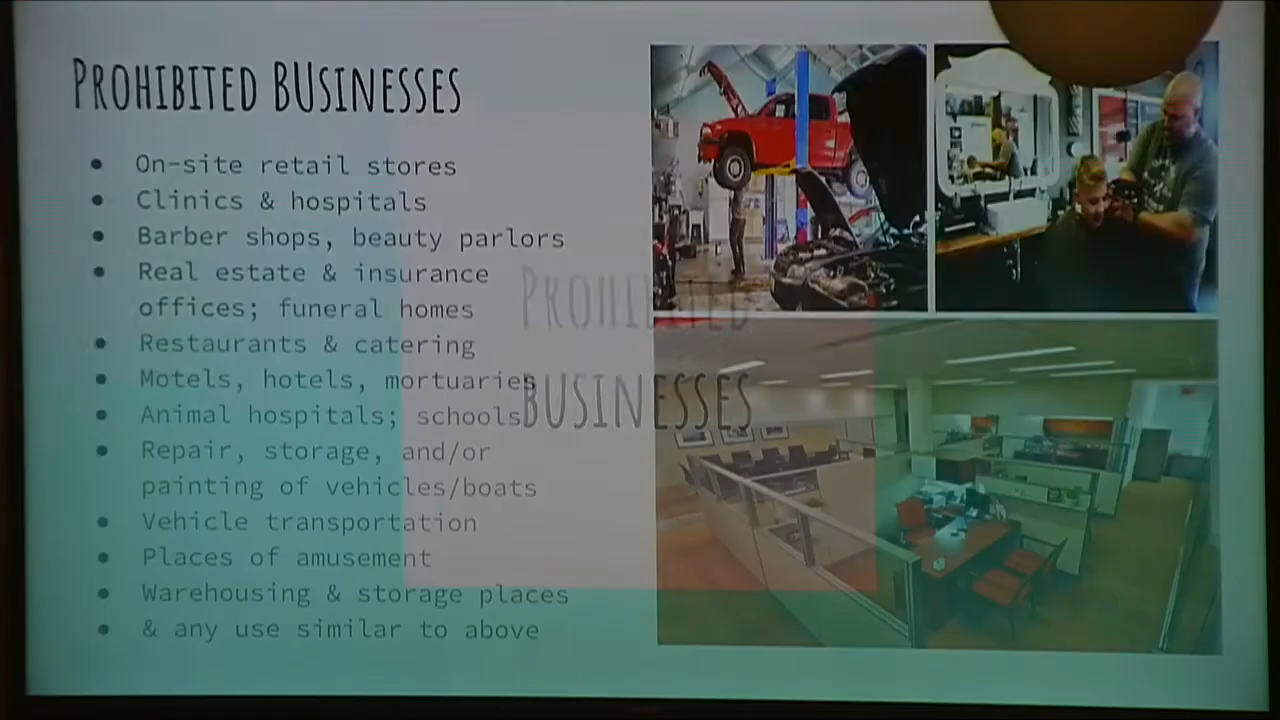 PROHIBITED BUSINESSES
On-site retail stores
Clinics & hospitals
Barber shops, beauty parlors
Real estate & insurance
offices; funeral homes
Restaurants & catering
Motels, hotels, mortuaries
Animal hospitals; schools
Repair, storage, and/or
painting of vehicles/boats
Vehicle transportation
Places of amusement
Warehousing & storage places
& any use similar to above
PROHIBITED
BUSINESSES